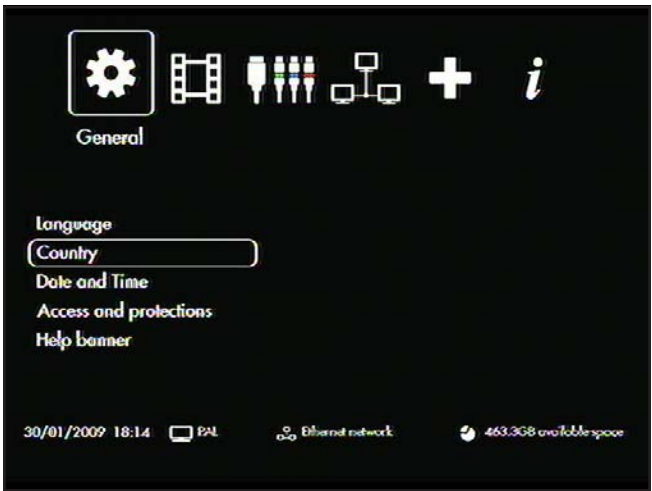 General
Language
Country
Date and Time
Access and protections
Help banner
30/01/2009 18:14 PAL Ethernet network 463.3GB available space